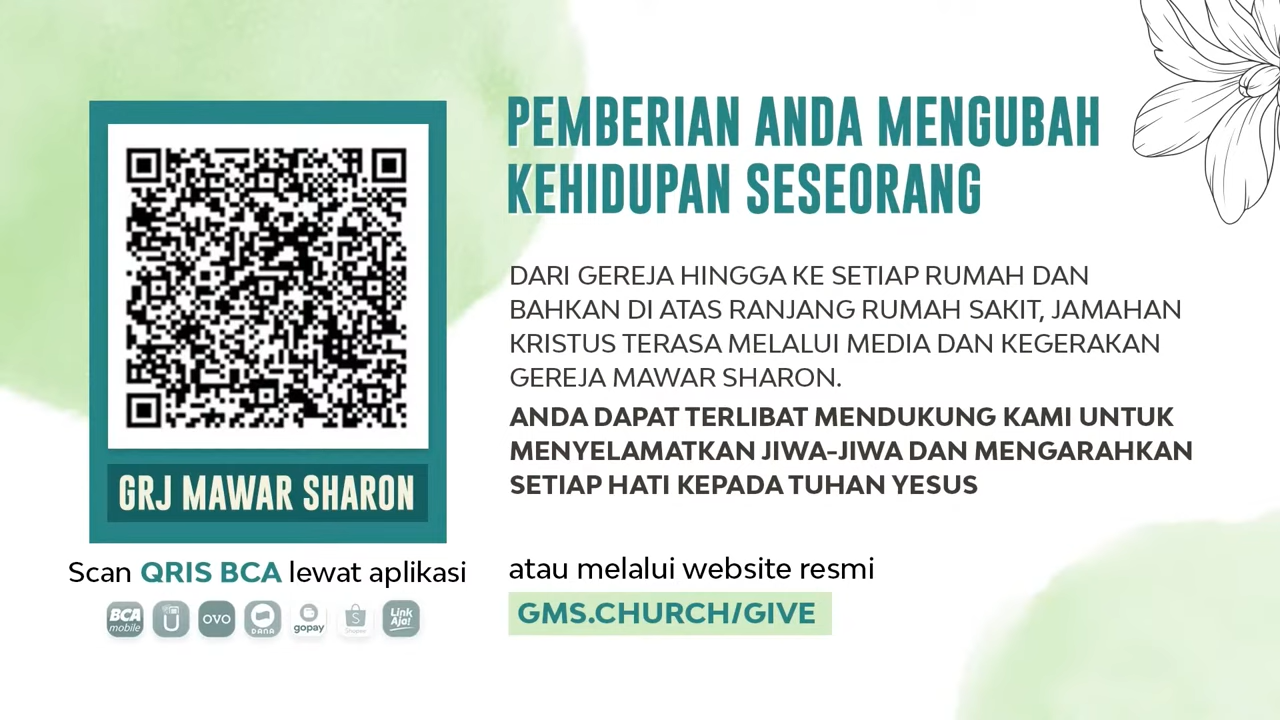 PEMBERIAN ANDA MENGUBAH
KEHIDUPAN SESEORANG
DARI GEREJA HINGGA KE SETIAP RUMAH DAN
BAHKAN DI ATAS RANJANG RUMAH SAKIT, JAMAHAN
KRISTUS TERASA MELALUI MEDIA DAN KEGERAKAN
GEREJA MAWAR SHARON.
ANDA DAPAT TERLIBAT MENDUKUNG KAMI UNTUK
MENYELAMATKAN JIWA-JIWA DAN MENGARAHKAN
SETIAP HATI KEPADA TUHAN YESUS
GRJ MAWAR SHARON
Scan QRIS BCA lewat aplikasi
BCA
mobile
U
OVO
DANA
gopay
S
Shopee
Link
Aja!
atau melalui website resmi
GMS.CHURCH/GIVE